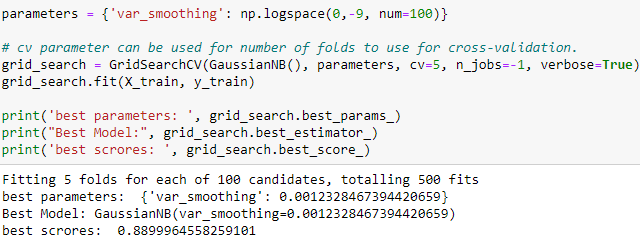 parameters = {'var_smoothing': np.logspace(0,-9, num=100)}
# cv parameter can be used for number of folds to use for cross-validation.
grid_search = GridSearchCV(GaussianNB(), parameters, cv=5, n_jobs=-1, verbose=True)
grid_search.fit(X_train, y_train)
print('best parameters: ', grid_search.best_params_)
print("Best Model:", grid_search.best_estimator_)
print('best scrores: ', grid_search.best_score_)
Fitting 5 folds for each of 100 candidates, totalling 500 fits
best parameters:  {'var_smoothing': 0.0012328467394420659}
Best Model: GaussianNB(var_smoothing=0.0012328467394420659)
best scrores:  0.8899964558259101